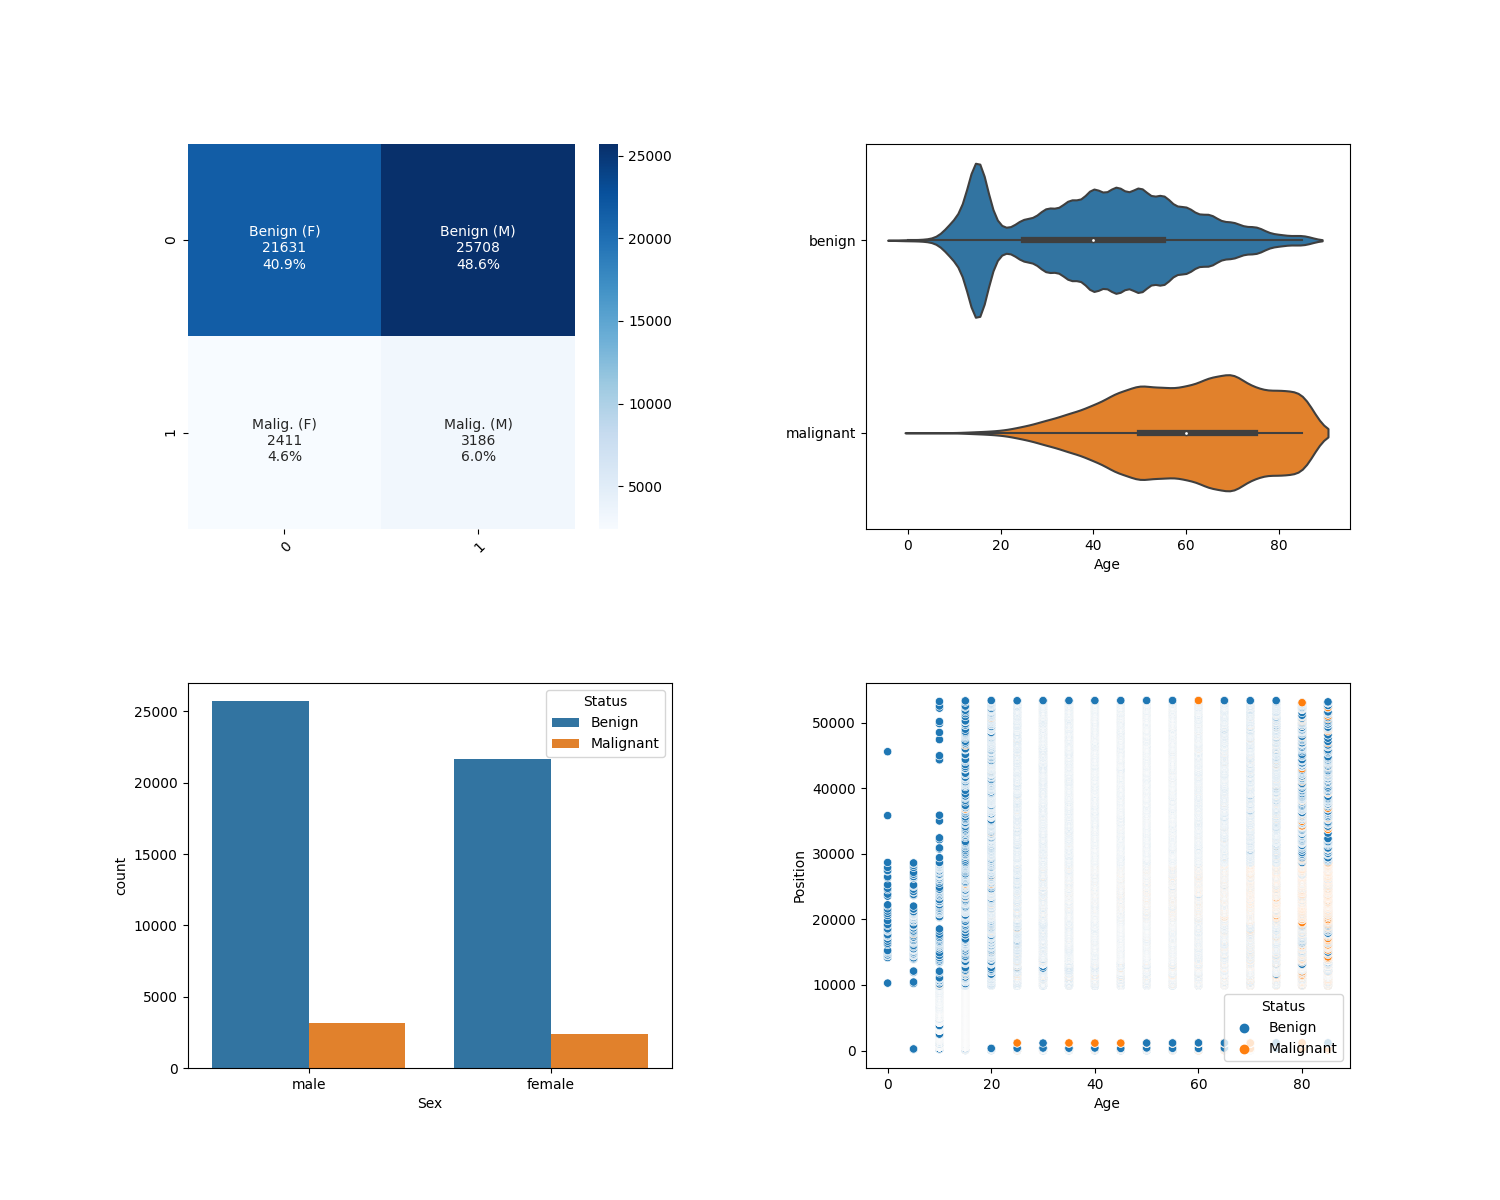 Benign (F)
21631
40.9%
Benign (M)
25708
48.6%
Malig. (F)
2411
4.6%
Malig. (M)
3186
6.0%
0
1
0
1
25000
20000
15000
10000
5000
benign
malignant
0
20
40
60
80
Age
25000
20000
15000
10000
5000
0
count
male
female
Sex
Status
Benign
Malignant
50000
40000
30000
20000
10000
0
Position
0
20
40
60
80
Age
Status
Benign
Malignant